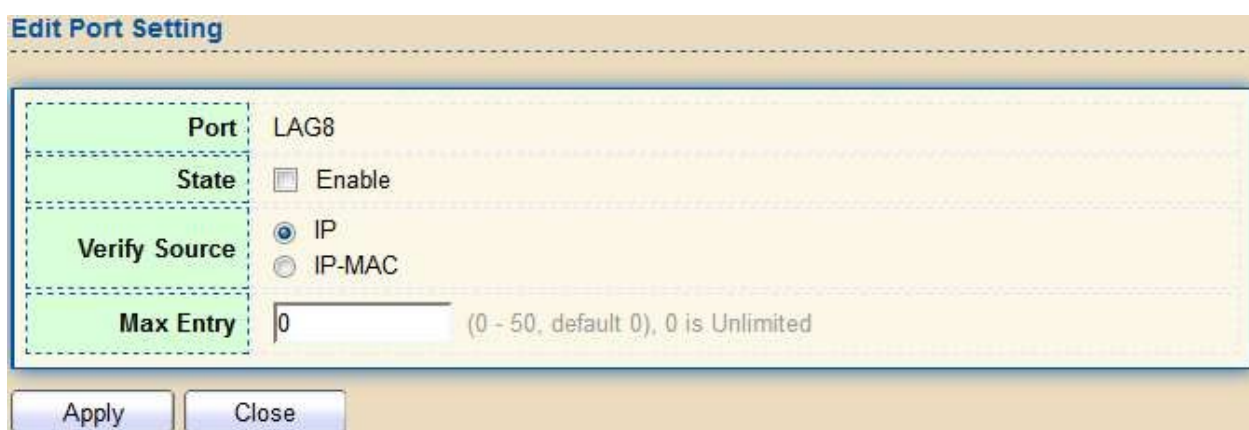 Edit Port Setting
Port LAG8
State Enable
Verify Source IP
IP-MAC
Max Entry 0 (0 - 50, default 0), 0 is Unlimited
Apply Close